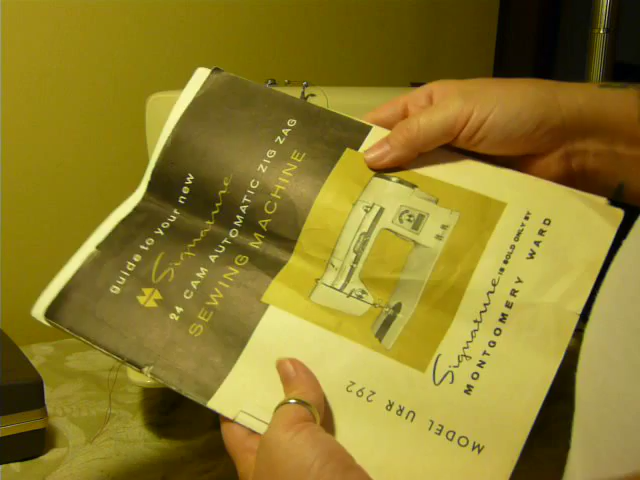 guide to your new
Signature
24 CAM AUTOMATIC ZIG ZAG
SEWING MACHINE
Signature IS SOLD ONLY BY
MONTGOMERY WARD
MODEL URR 292